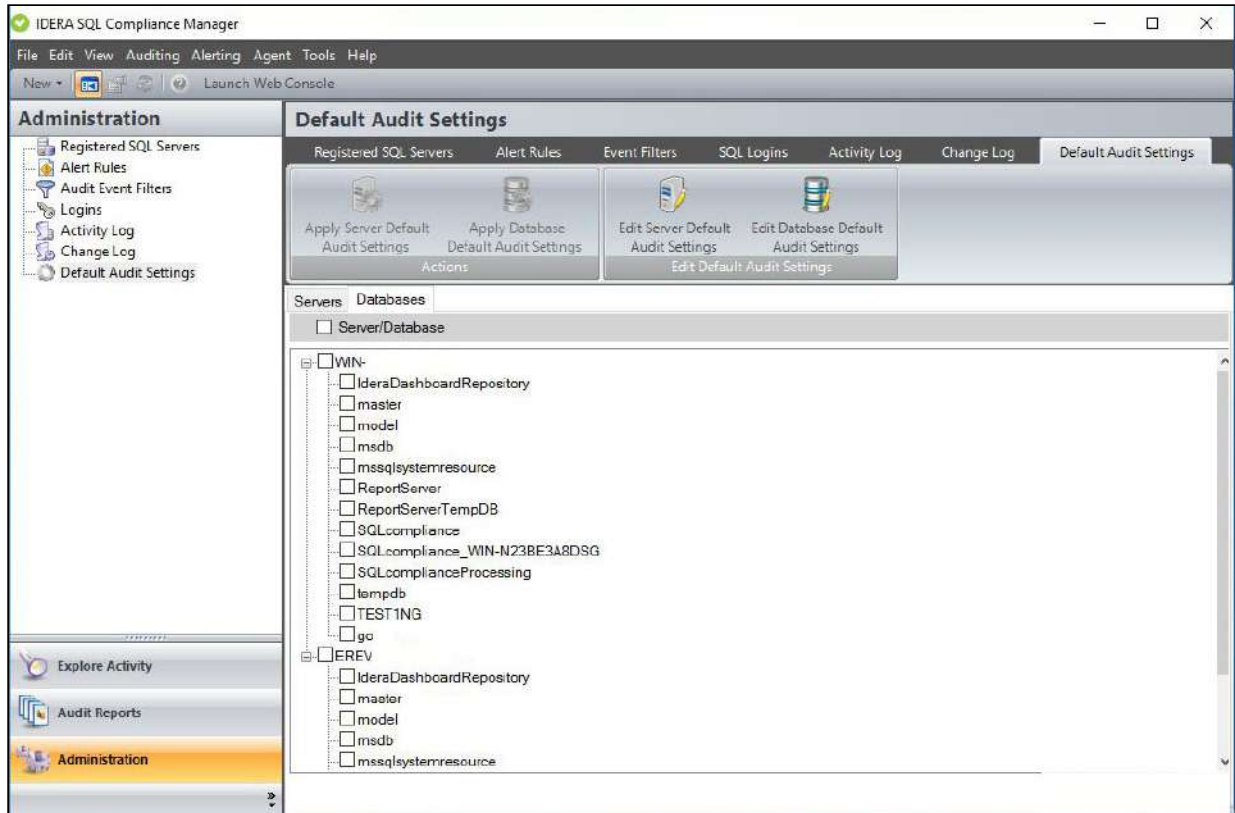 IDERA SQL Compliance Manager
File Edit View Auditing Alerting Agent Tools Help
New Launch Web Console
Administration
Registered SQL Servers
Alert Rules
Audit Event Filters
Logins
Activity Log
Change Log
Default Audit Settings
Explore Activity
Audit Reports
Administration
Default Audit Settings
Registered SQL Servers Alert Rules Event Filters SQL Logins Activity Log Change Log Default Audit Settings
Apply Server Default Audit Settings
Apply Database Default Audit Settings
Actions
Edit Server Default Audit Settings
Edit Database Default Audit Settings
Edit Default Audit Settings
Servers Databases
Server/Database
WIN-
IderaDashboardRepository
master
model
msdb
mssqlsystemresource
ReportServer
ReportServerTempDB
SQLcompliance
SQLcompliance_WIN-N23BE3A8DSG
SQLcomplianceProcessing
tempdb
TEST1NG
go
EREV
IderaDashboardRepository
master
model
msdb
mssqlsystemresource